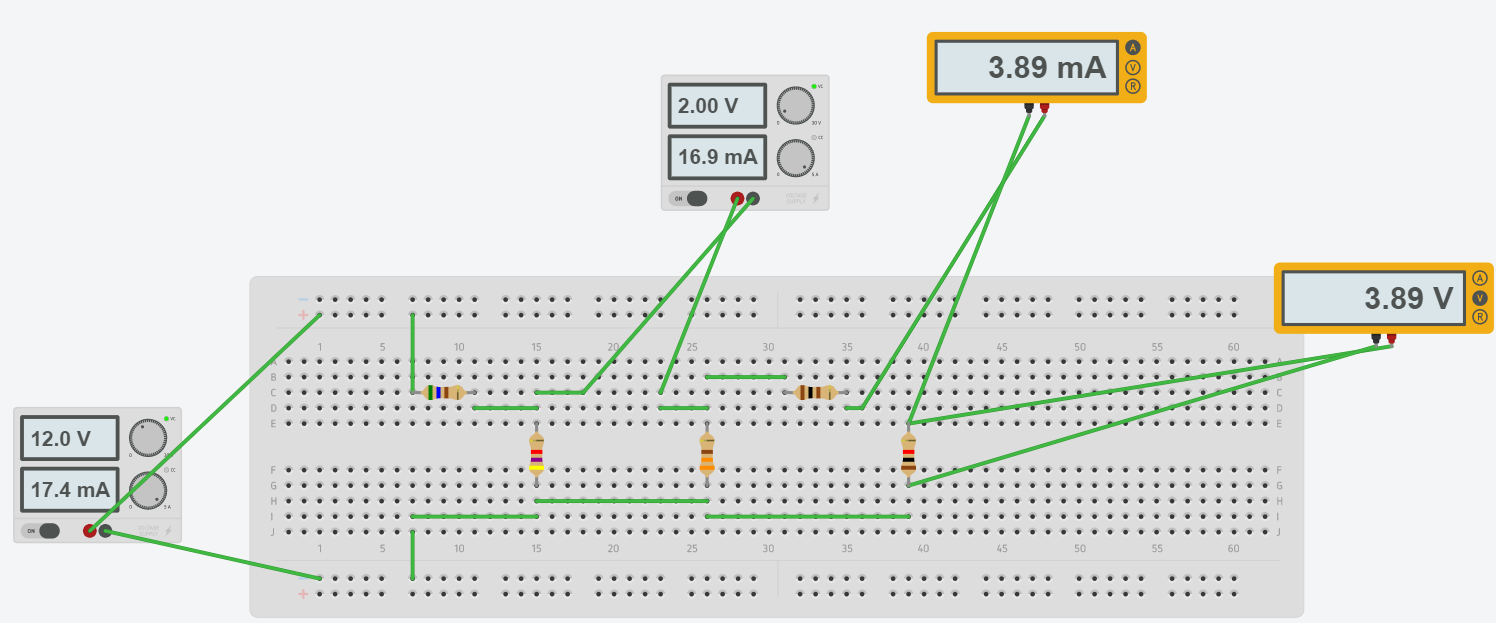 3.89 mA
A
V
R
2.00 V
16.9 mA
ON
VOLTAGE SUPPLY
3.89 V
A
V
R
1 5 10 15 20 25 30 35 40 45 50 55 60
A A
B B
C C
D D
E E
12.0 V
17.4 mA
ON
F F
G G
H H
I I
J J
1 5 10 15 20 25 30 35 40 45 50 55 60